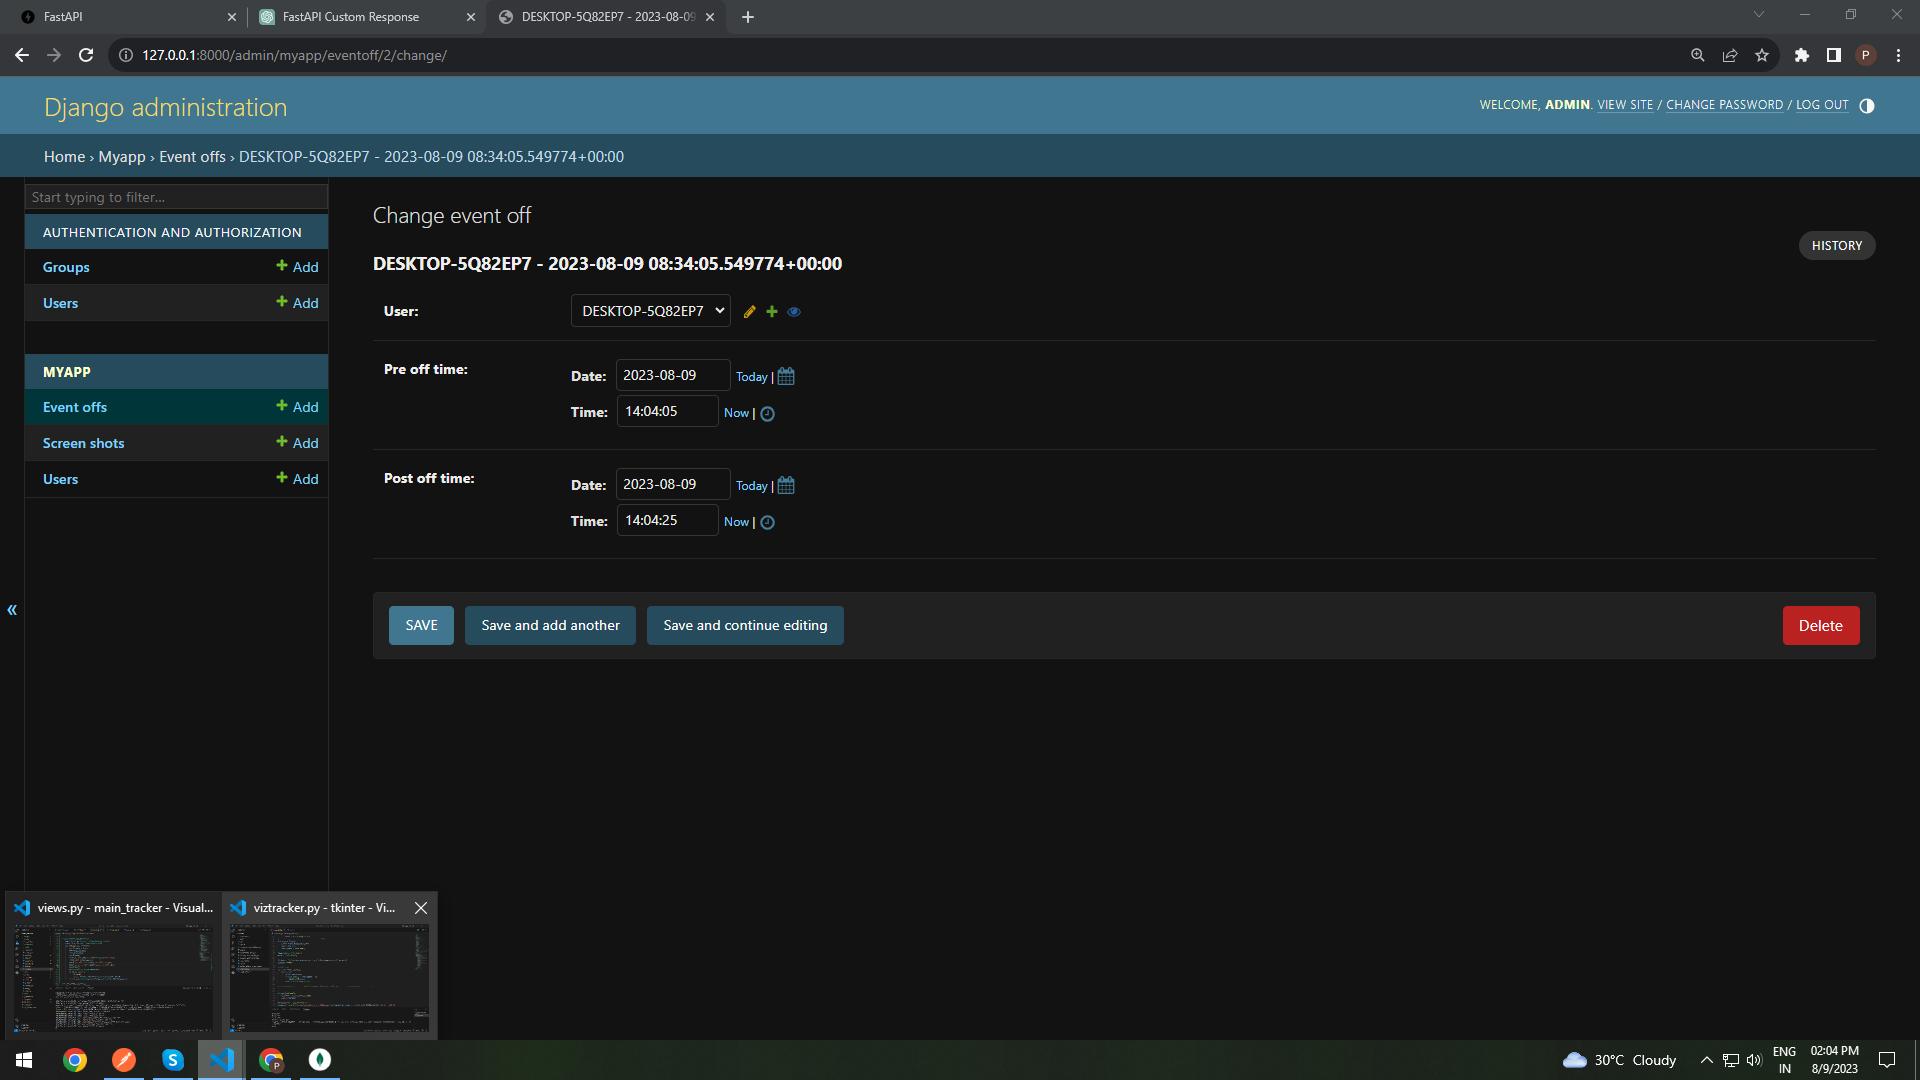 FastAPI
FastAPI Custom Response
DESKTOP-5Q82EP7 - 2023-08-09
127.0.0.1:8000/admin/myapp/eventoff/2/change/
P
Django administration
WELCOME, ADMIN. VIEW SITE / CHANGE PASSWORD / LOG OUT
Home › Myapp › Event offs › DESKTOP-5Q82EP7 - 2023-08-09 08:34:05.549774+00:00
Start typing to filter...
AUTHENTICATION AND AUTHORIZATION
Groups Add
Users Add
MYAPP
Event offs Add
Screen shots Add
Users Add
«
Change event off
HISTORY
DESKTOP-5Q82EP7 - 2023-08-09 08:34:05.549774+00:00
User: DESKTOP-5Q82EP7
Pre off time:
Date: 2023-08-09 Today |
Time: 14:04:05 Now |
Post off time:
Date: 2023-08-09 Today |
Time: 14:04:25 Now |
SAVE Save and add another Save and continue editing Delete
views.py - main_tracker - Visual...
viztracker.py - tkinter - Vi...
30°C Cloudy
ENG
IN
02:04 PM
8/9/2023